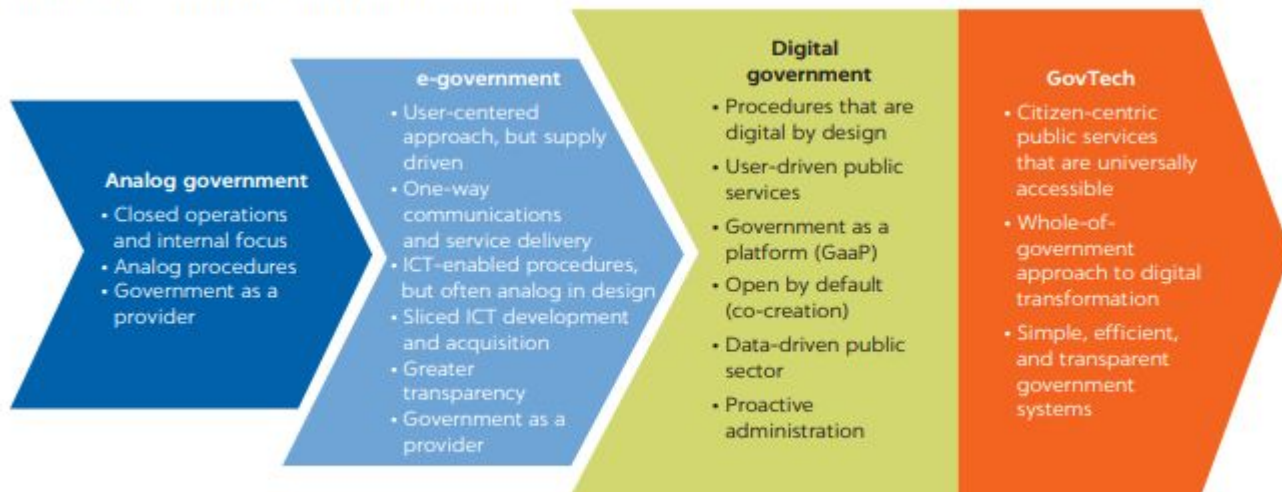 Analog government
• Closed operations
and internal focus
• Analog procedures
• Government as a
provider
e-government
• User-centered
approach, but supply
driven
• One-way
communications
and service delivery
• ICT-enabled procedures,
but often analog in design
• Sliced ICT development
and acquisition
• Greater
transparency
• Government as a
provider
Digital
government
• Procedures that are
digital by design
• User-driven public
services
• Government as a
platform (GaaP)
• Open by default
(co-creation)
• Data-driven public
sector
• Proactive
administration
GovTech
• Citizen-centric
public services
that are universally
accessible
• Whole-of-
government
approach to digital
transformation
• Simple, efficient,
and transparent
government
systems